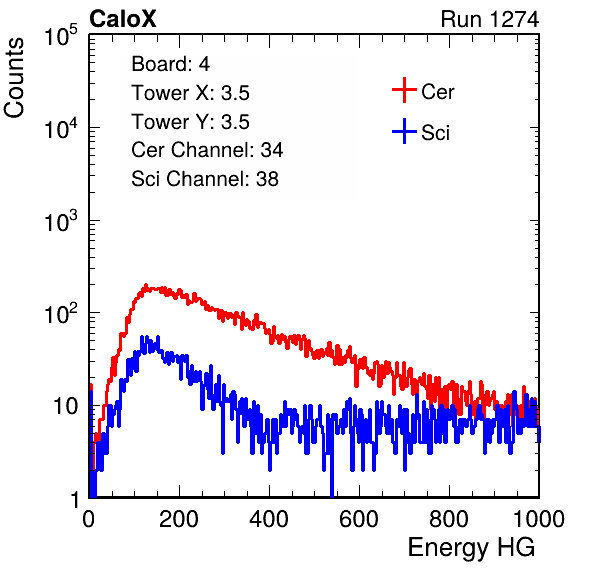 CaloX Run 1274
Counts
10^5
10^4
10^3
10^2
10
1
Board: 4
Tower X: 3.5
Tower Y: 3.5
Cer Channel: 34
Sci Channel: 38
Cer
Sci
0 200 400 600 800 1000
Energy HG